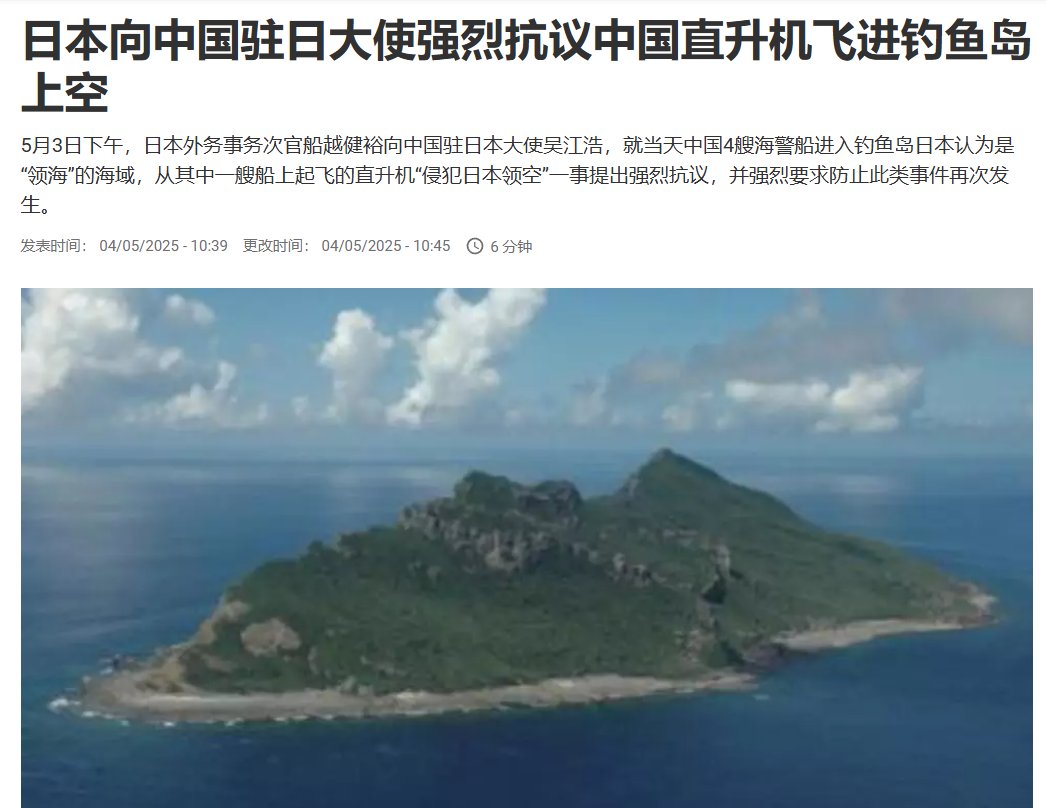 日本向中国驻日大使强烈抗议中国直升机飞进钓鱼岛
上空
5月3日下午，日本外务事务次官船越健裕向中国驻日本大使吴江浩，就当天中国4艘海警船进入钓鱼岛日本认为是
“领海”的海域，从其中一艘船上起飞的直升机“侵犯日本领空”一事提出强烈抗议，并强烈要求防止此类事件再次发
生。
发表时间： 04/05/2025 - 10:39 更改时间： 04/05/2025 - 10:45 6 分钟